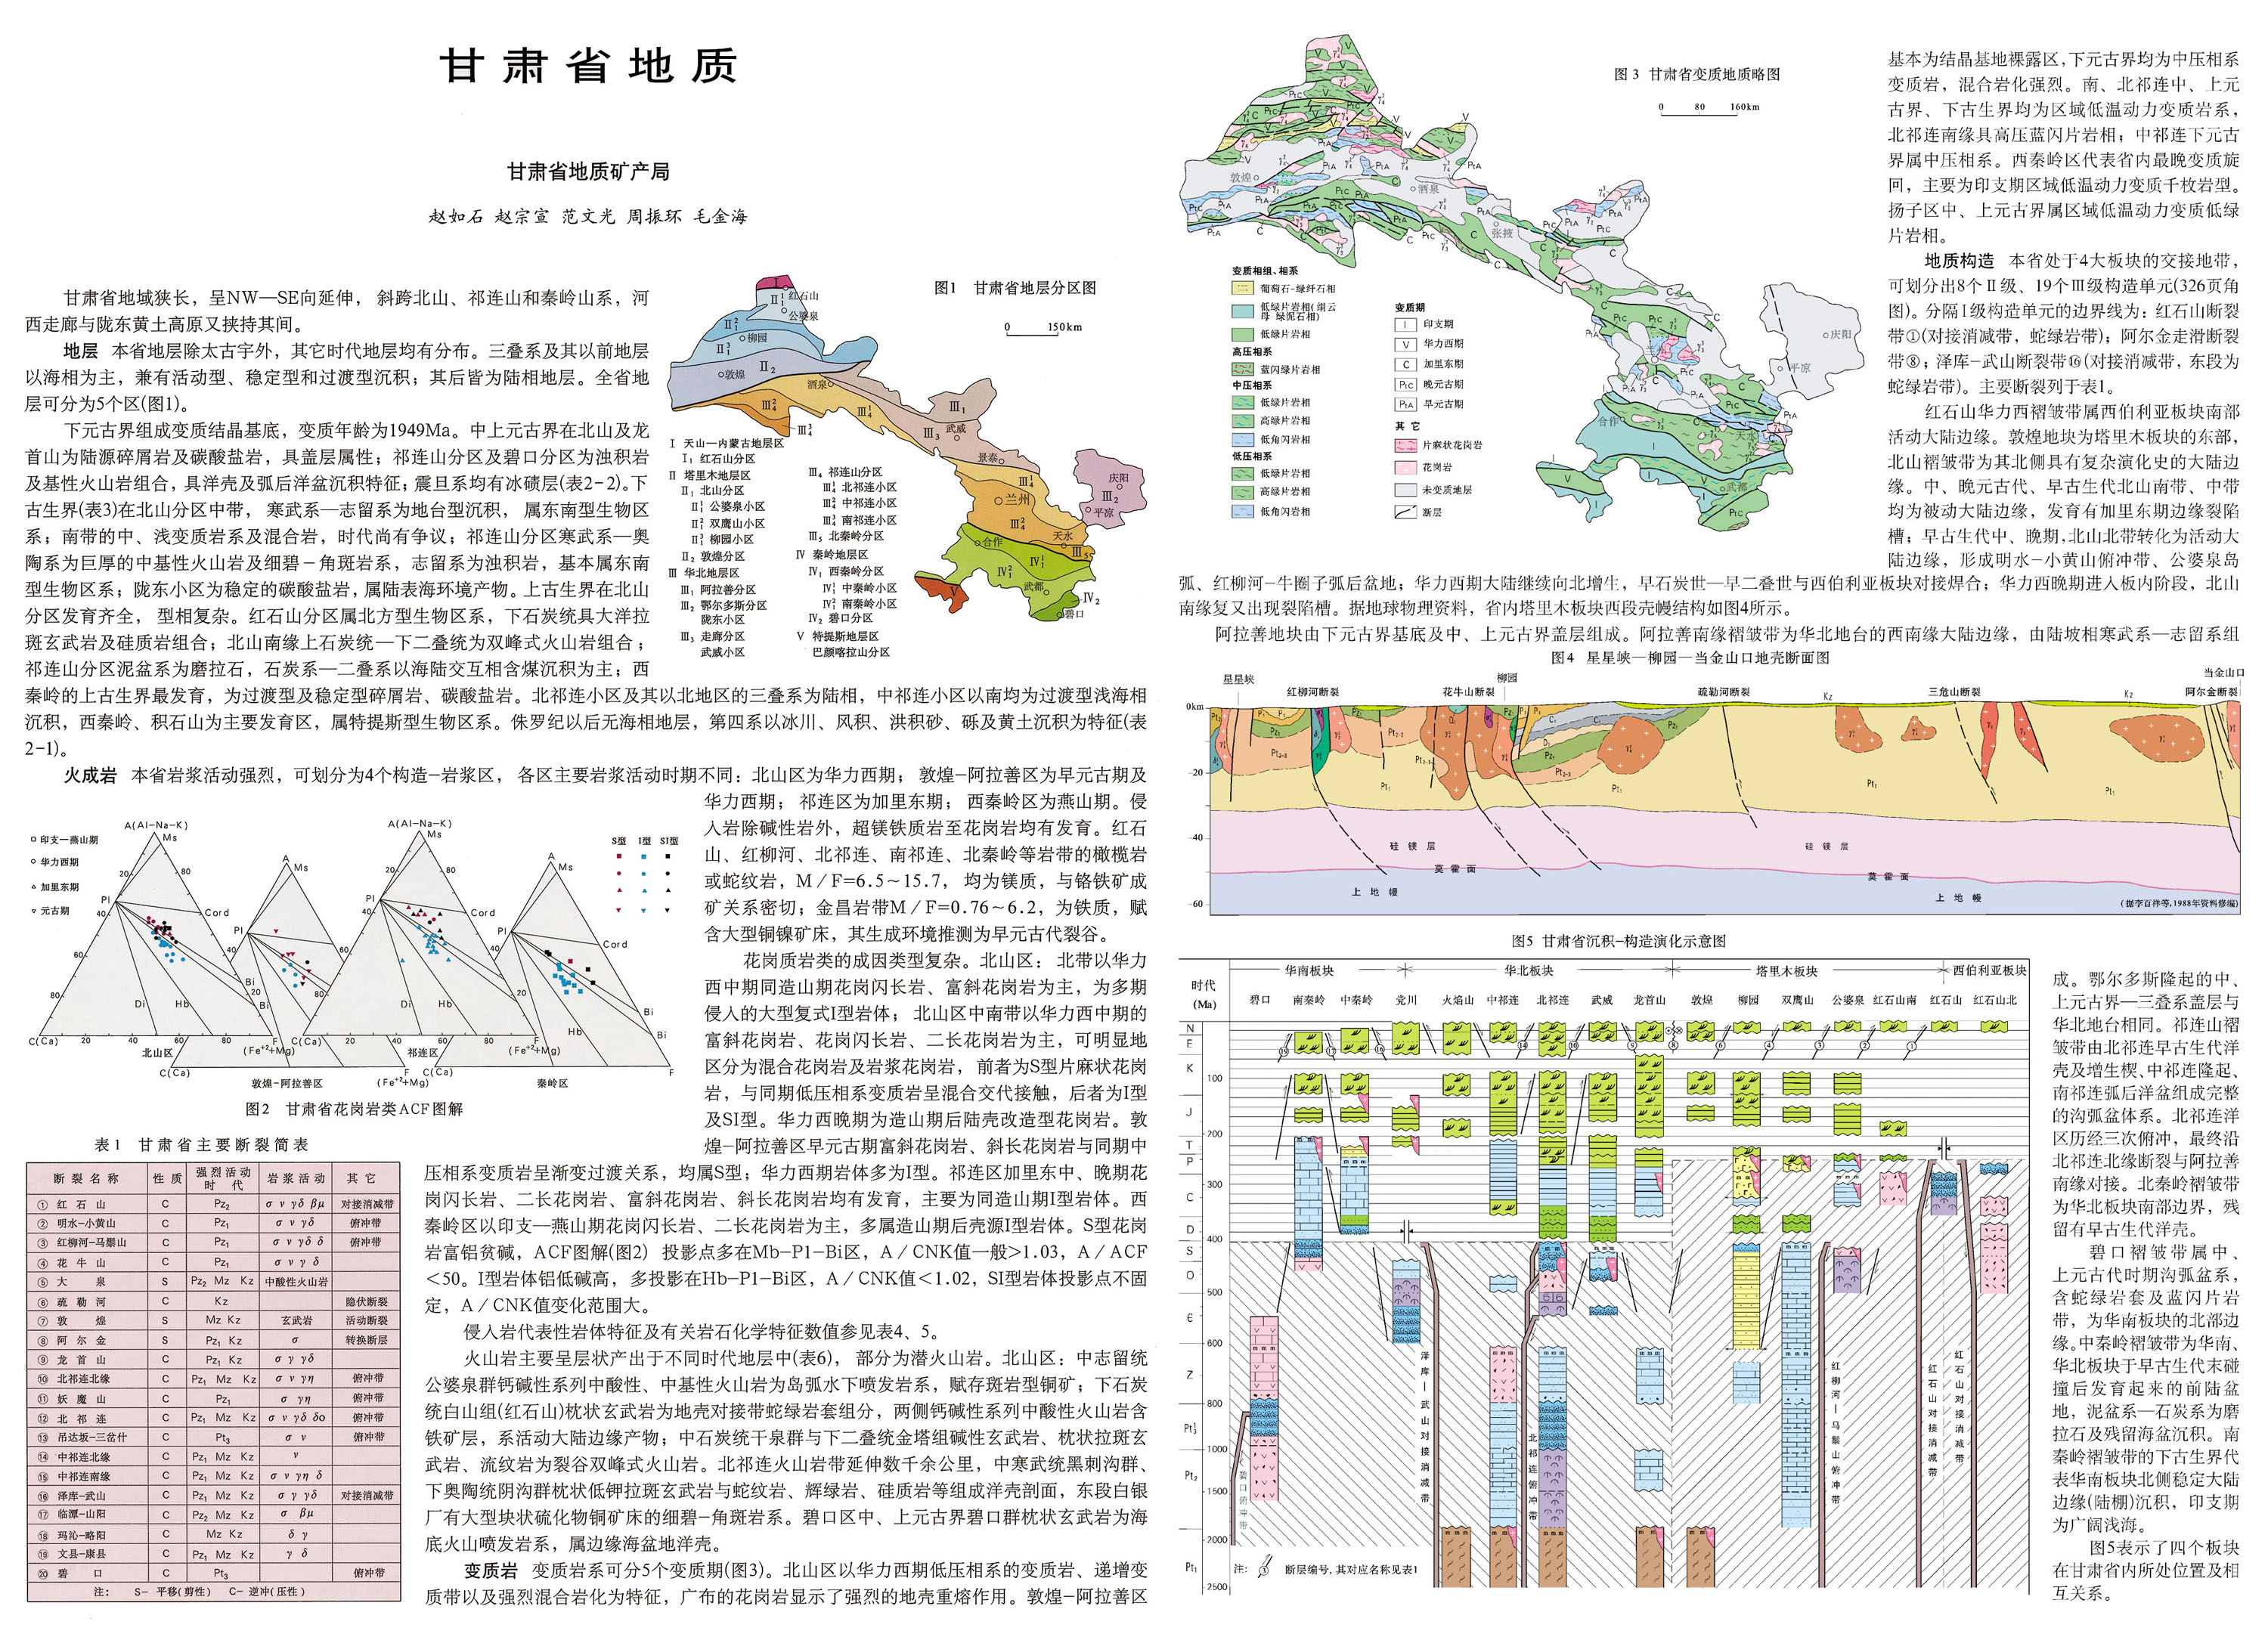 甘肃省地质
甘肃省地质矿产局
赵如石 赵宗宣 范文光 周振环 毛金海
甘肃省地域狭长，呈NW—SE向延伸， 斜跨北山、祁连山和秦岭山系，河
西走廊与陇东黄土高原又挟持其间。
地层 本省地层除太古宇外，其它时代地层均有分布。三叠系及其以前地层
以海相为主，兼有活动型、稳定型和过渡型沉积；其后皆为陆相地层。全省地
层可分为5个区(图1)。
下元古界组成变质结晶基底，变质年龄为1949Ma。中上元古界在北山及龙
首山为陆源碎屑岩及碳酸盐岩，具盖层属性；祁连山分区及碧口分区为浊积岩
及基性火山岩组合，具洋壳及弧后洋盆沉积特征；震旦系均有冰碛层(表2-2)。下
古生界(表3)在北山分区中带， 寒武系—志留系为地台型沉积， 属东南型生物区
系；南带的中、浅变质岩系及混合岩，时代尚有争议；祁连山分区寒武系—奥
陶系为巨厚的中基性火山岩及细碧-角斑岩系，志留系为浊积岩，基本属东南
型生物区系；陇东小区为稳定的碳酸盐岩，属陆表海环境产物。上古生界在北山
分区发育齐全， 型相复杂。红石山分区属北方型生物区系，下石炭统具大洋拉
斑玄武岩及硅质岩组合；北山南缘上石炭统—下二叠统为双峰式火山岩组合；
祁连山分区泥盆系为磨拉石，石炭系—二叠系以海陆交互相含煤沉积为主；西
秦岭的上古生界最发育，为过渡型及稳定型碎屑岩、碳酸盐岩。北祁连小区及其以北地区的三叠系为陆相，中祁连小区以南均为过渡型浅海相
沉积，西秦岭、积石山为主要发育区，属特提斯型生物区系。侏罗纪以后无海相地层，第四系以冰川、风积、洪积砂、砾及黄土沉积为特征(表
2-1)。
图1 甘肃省地层分区图
0 150km
红石山
公婆泉
柳园
敦煌
酒泉
武威
景泰
兰州
合作
天水
武都
碧口
庆阳
平凉
Ⅰ 天山—内蒙古地层区
Ⅰ₁ 红石山分区
Ⅱ 塔里木地层区
Ⅱ₁ 北山分区
Ⅱ₁¹ 公婆泉小区
Ⅱ₁² 双鹰山小区
Ⅱ₁³ 柳园小区
Ⅱ₂ 敦煌分区
Ⅲ 华北地层区
Ⅲ₁ 阿拉善分区
Ⅲ₂ 鄂尔多斯分区
陇东小区
Ⅲ₃ 走廊分区
武威小区
Ⅲ₄ 祁连山分区
Ⅲ₄¹ 北祁连小区
Ⅲ₄² 中祁连小区
Ⅲ₄³ 南祁连小区
Ⅲ₅ 北秦岭分区
Ⅳ 秦岭地层区
Ⅳ₁ 西秦岭分区
Ⅳ₁¹ 中秦岭小区
Ⅳ₁² 南秦岭小区
Ⅳ₂ 碧口分区
Ⅴ 特提斯地层区
巴颜喀拉山分区
火成岩 本省岩浆活动强烈，可划分为4个构造-岩浆区， 各区主要岩浆活动时期不同：北山区为华力西期； 敦煌-阿拉善区为早元古期及
华力西期； 祁连区为加里东期； 西秦岭区为燕山期。侵
入岩除碱性岩外，超镁铁质岩至花岗岩均有发育。红石
山、红柳河、北祁连、南祁连、北秦岭等岩带的橄榄岩
或蛇纹岩，M／F=6.5～15.7， 均为镁质，与铬铁矿成
矿关系密切；金昌岩带M／F=0.76～6.2，为铁质，赋
含大型铜镍矿床，其生成环境推测为早元古代裂谷。
花岗质岩类的成因类型复杂。北山区： 北带以华力
西中期同造山期花岗闪长岩、富斜花岗岩为主，为多期
侵入的大型复式I型岩体； 北山区中南带以华力西中期的
富斜花岗岩、花岗闪长岩、二长花岗岩为主，可明显地
区分为混合花岗岩及岩浆花岗岩，前者为S型片麻状花岗
岩，与同期低压相系变质岩呈混合交代接触，后者为I型
及SI型。华力西晚期为造山期后陆壳改造型花岗岩。敦
煌-阿拉善区早元古期富斜花岗岩、斜长花岗岩与同期中
压相系变质岩呈渐变过渡关系，均属S型；华力西期岩体多为I型。祁连区加里东中、晚期花
岗闪长岩、二长花岗岩、富斜花岗岩、斜长花岗岩均有发育，主要为同造山期I型岩体。西
秦岭区以印支—燕山期花岗闪长岩、二长花岗岩为主，多属造山期后壳源I型岩体。S型花岗
岩富铝贫碱，ACF图解(图2) 投影点多在Mb-P1-Bi区，A／CNK值一般>1.03，A／ACF
<50。I型岩体铝低碱高，多投影在Hb-P1-Bi区，A／CNK值<1.02，SI型岩体投影点不固
定，A／CNK值变化范围大。
侵入岩代表性岩体特征及有关岩石化学特征数值参见表4、5。
火山岩主要呈层状产出于不同时代地层中(表6)， 部分为潜火山岩。北山区：中志留统
公婆泉群钙碱性系列中酸性、中基性火山岩为岛弧水下喷发岩系，赋存斑岩型铜矿；下石炭
统白山组(红石山)枕状玄武岩为地壳对接带蛇绿岩套组分，两侧钙碱性系列中酸性火山岩含
铁矿层，系活动大陆边缘产物；中石炭统干泉群与下二叠统金塔组碱性玄武岩、枕状拉斑玄
武岩、流纹岩为裂谷双峰式火山岩。北祁连火山岩带延伸数千余公里，中寒武统黑刺沟群、
下奥陶统阴沟群枕状低钾拉斑玄武岩与蛇纹岩、辉绿岩、硅质岩等组成洋壳剖面，东段白银
厂有大型块状硫化物铜矿床的细碧-角斑岩系。碧口区中、上元古界碧口群枕状玄武岩为海
底火山喷发岩系，属边缘海盆地洋壳。
变质岩 变质岩系可分5个变质期(图3)。北山区以华力西期低压相系的变质岩、递增变
质带以及强烈混合岩化为特征，广布的花岗岩显示了强烈的地壳重熔作用。敦煌-阿拉善区
□ 印支—燕山期
○ 华力西期
△ 加里东期
▽ 元古期
S型 I型 SI型
A(Al-Na-K)
Ms
Pl
Cord
Bi
Di
Hb
C(Ca)
F
(Fe⁺²+Mg)
北山区
敦煌-阿拉善区
祁连区
秦岭区
图2 甘肃省花岗岩类ACF图解
表1 甘肃省主要断裂简表
断裂名称 性质 强烈活动时代 岩浆活动 其它
① 红石山 C Pz₂ σ ν γδ βμ 对接消减带
② 明水-小黄山 C Pz₁ σ ν γδ 俯冲带
③ 红柳河-马鬃山 C Pz₁ σ ν γδ δ 俯冲带
④ 花牛山 C Pz₁ σ ν γ δ
⑤ 大泉 S Pz₂ Mz Kz 中酸性火山岩
⑥ 疏勒河 C Kz 隐伏断裂
⑦ 敦煌 S Mz Kz 玄武岩 活动断裂
⑧ 阿尔金 S Pz₁ Kz σ 转换断层
⑨ 龙首山 C Pz₁ Kz σ γ γδ
⑩ 北祁连北缘 C Pz₁ Mz Kz σ ν γη 俯冲带
⑪ 妖魔山 C Pz₁ σ γη 俯冲带
⑫ 北祁连 C Pz₁ Mz Kz σ ν γδ δο 俯冲带
⑬ 吊达坂-三岔什 C Pt₃ σ ν 俯冲带
⑭ 中祁连北缘 C Pz₁ Mz Kz ν
⑮ 中祁连南缘 C Pz₁ Mz Kz σ ν γη δ
⑯ 泽库-武山 C Pz₁ Mz Kz σ γ γδ 对接消减带
⑰ 临潭-山阳 C Pz₂ Mz Kz σ βμ
⑱ 玛沁-略阳 C Mz Kz δ γ
⑲ 文县-康县 C Pz₁ Mz Kz γ δ
⑳ 碧口 C Pt₃ 俯冲带
注： S- 平移(剪性) C- 逆冲(压性)
图3 甘肃省变质地质略图
0 80 160km
敦煌
酒泉
张掖
兰州
庆阳
平凉
合作
天水
武都
变质相组、相系
葡萄石-绿纤石相
低绿片岩相(绢云
母-绿泥石相)
低绿片岩相
高压相系
蓝闪绿片岩相
中压相系
低绿片岩相
高绿片岩相
低角闪岩相
低压相系
低绿片岩相
高绿片岩相
低角闪岩相
变质期
I 印支期
V 华力西期
C 加里东期
PtC 晚元古期
PtA 早元古期
其它
片麻状花岗岩
花岗岩
未变质地层
断层
基本为结晶基地裸露区，下元古界均为中压相系
变质岩，混合岩化强烈。南、北祁连中、上元
古界、下古生界均为区域低温动力变质岩系，
北祁连南缘具高压蓝闪片岩相；中祁连下元古
界属中压相系。西秦岭区代表省内最晚变质旋
回，主要为印支期区域低温动力变质千枚岩型。
扬子区中、上元古界属区域低温动力变质低绿
片岩相。
地质构造 本省处于4大板块的交接地带，
可划分出8个Ⅱ级、19个Ⅲ级构造单元(326页角
图)。分隔Ⅰ级构造单元的边界线为：红石山断裂
带①(对接消减带，蛇绿岩带)；阿尔金走滑断裂
带⑧；泽库-武山断裂带⑯(对接消减带，东段为
蛇绿岩带)。主要断裂列于表1。
红石山华力西褶皱带属西伯利亚板块南部
活动大陆边缘。敦煌地块为塔里木板块的东部，
北山褶皱带为其北侧具有复杂演化史的大陆边
缘。中、晚元古代、早古生代北山南带、中带
均为被动大陆边缘，发育有加里东期边缘裂陷
槽；早古生代中、晚期，北山北带转化为活动大
陆边缘，形成明水-小黄山俯冲带、公婆泉岛
弧、红柳河-牛圈子弧后盆地；华力西期大陆继续向北增生，早石炭世—早二叠世与西伯利亚板块对接焊合；华力西晚期进入板内阶段，北山
南缘复又出现裂陷槽。据地球物理资料，省内塔里木板块西段壳幔结构如图4所示。
阿拉善地块由下元古界基底及中、上元古界盖层组成。阿拉善南缘褶皱带为华北地台的西南缘大陆边缘，由陆坡相寒武系—志留系组
图4 星星峡—柳园—当金山口地壳断面图
星星峡
红柳河断裂
花牛山断裂
柳园
疏勒河断裂
三危山断裂
当金山口
阿尔金断裂
0km
-20
-40
-60
硅镁层
莫霍面
上地幔
硅镁层
莫霍面
上地幔
(据李百祥等，1988年资料修编)
图5 甘肃省沉积-构造演化示意图
时代
(Ma)
华南板块 华北板块 塔里木板块 西伯利亚板块
碧口 南秦岭 中秦岭 党川 火焰山 中祁连 北祁连 武威 龙首山 敦煌 柳园 双鹰山 公婆泉 红石山南 红石山 红石山北
N
E
K
100
J
200
T
P
300
C
D
400
S
O
500
Є
600
Z
800
Pt₃¹
1000
Pt₂
1500
2000
Pt₁
2500
碧口俯冲带
泽库—武山对接消减带
北祁连俯冲带
红柳河—马鬃山俯冲带
红石山对接消减带
红石山对接消减带
注： 断层编号，其对应名称见表1
成。鄂尔多斯隆起的中、
上元古界—三叠系盖层与
华北地台相同。祁连山褶
皱带由北祁连早古生代洋
壳及增生楔、中祁连隆起、
南祁连弧后洋盆组成完整
的沟弧盆体系。北祁连洋
区历经三次俯冲，最终沿
北祁连北缘断裂与阿拉善
南缘对接。北秦岭褶皱带
为华北板块南部边界，残
留有早古生代洋壳。
碧口褶皱带属中、
上元古代时期沟弧盆系，
含蛇绿岩套及蓝闪片岩
带，为华南板块的北部边
缘。中秦岭褶皱带为华南、
华北板块于早古生代末碰
撞后发育起来的前陆盆
地，泥盆系—石炭系为磨
拉石及残留海盆沉积。南
秦岭褶皱带的下古生界代
表华南板块北侧稳定大陆
边缘(陆棚)沉积，印支期
为广阔浅海。
图5表示了四个板块
在甘肃省内所处位置及相
互关系。